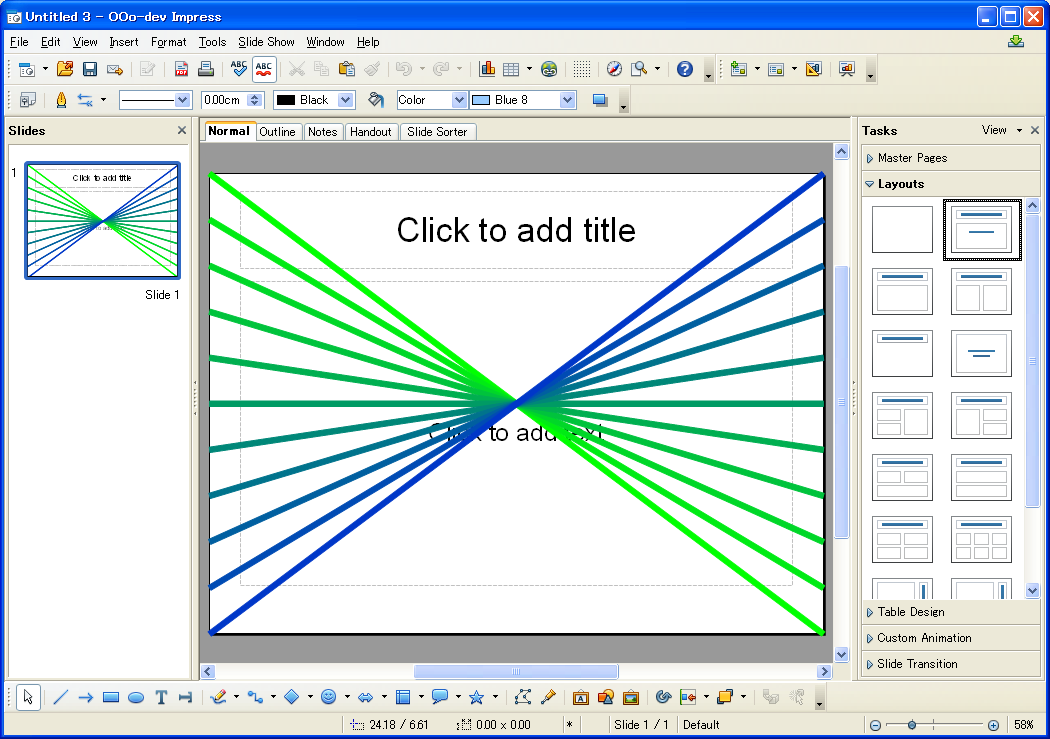 Untitled 3 - OOo-dev Impress
File Edit View Insert Format Tools Slide Show Window Help
ABC ABC
0.00cm Black Color Blue 8
Slides
Normal Outline Notes Handout Slide Sorter
Tasks View
1
Click to add title
Slide 1
Click to add title
Click to add text
Master Pages
Layouts
Table Design
Custom Animation
Slide Transition
24.18 / 6.61 0.00 x 0.00 * Slide 1 / 1 Default 58%